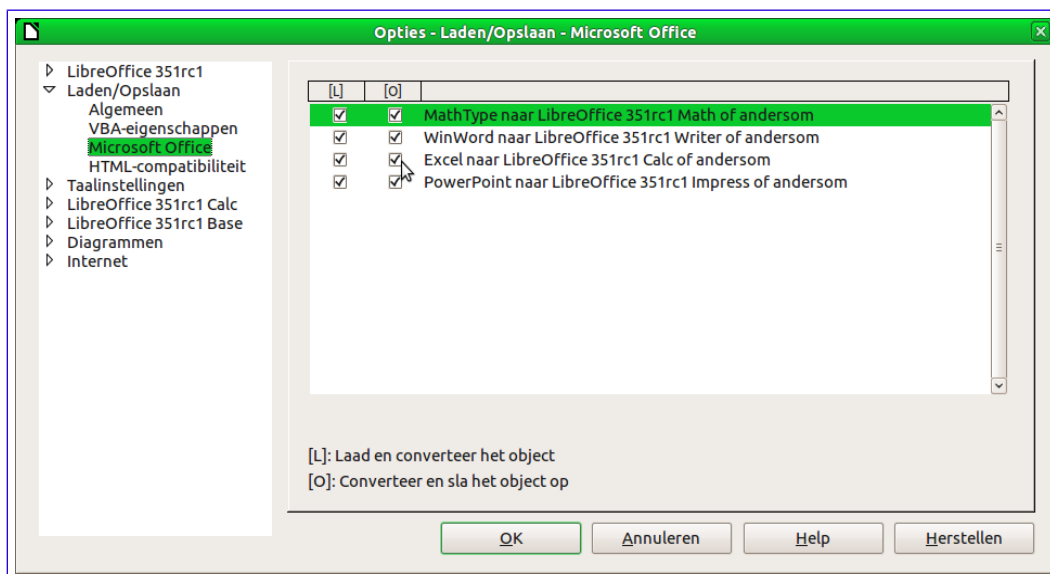 Opties - Laden/Opslaan - Microsoft Office
LibreOffice 351rc1
Laden/Opslaan
Algemeen
VBA-eigenschappen
Microsoft Office
HTML-compatibiliteit
Taalinstellingen
LibreOffice 351rc1 Calc
LibreOffice 351rc1 Base
Diagrammen
Internet
[L] [O]
MathType naar LibreOffice 351rc1 Math of andersom
WinWord naar LibreOffice 351rc1 Writer of andersom
Excel naar LibreOffice 351rc1 Calc of andersom
PowerPoint naar LibreOffice 351rc1 Impress of andersom
[L]: Laad en converteer het object
[O]: Converteer en sla het object op
OK Annuleren Help Herstellen